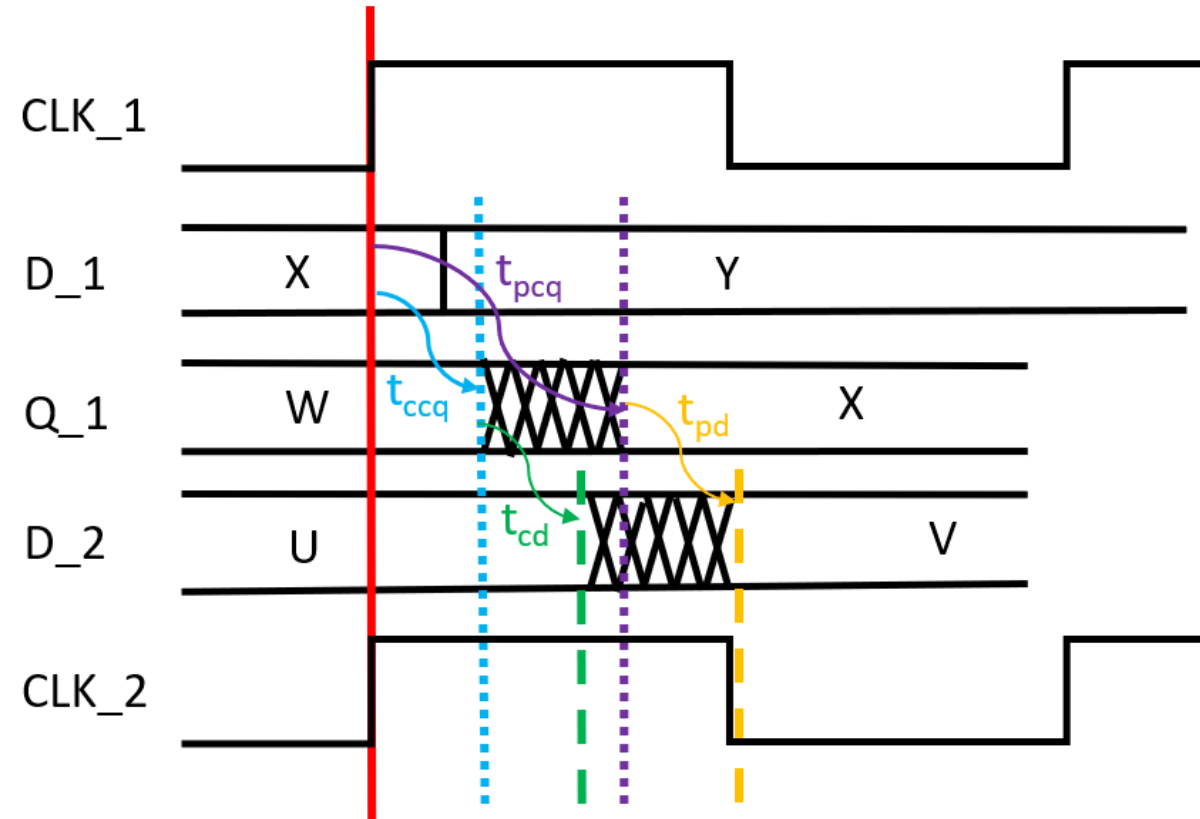 CLK_1
D_1 X Y
t_pcq
Q_1 W X
t_ccq
t_pd
D_2 U V
t_cd
CLK_2